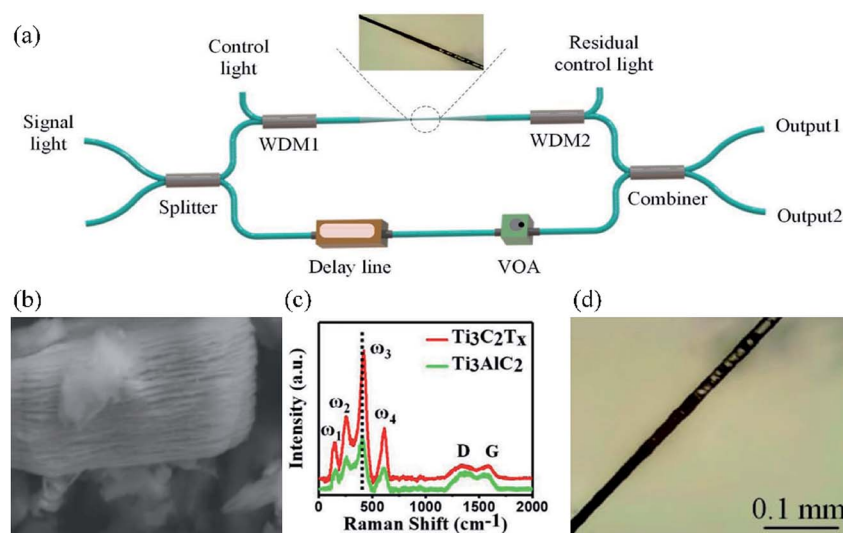 (a)
Control
light
Residual
control light
Signal
light
WDM1
WDM2
Output1
Splitter
Combiner
Output2
Delay line
VOA
(b)
(c)
(d)
Intensity (a.u.)
Ti3C2Tx
Ti3AlC2
ω1
ω2
ω3
ω4
D
G
0
500
1000
1500
2000
Raman Shift (cm-1)
0.1 mm